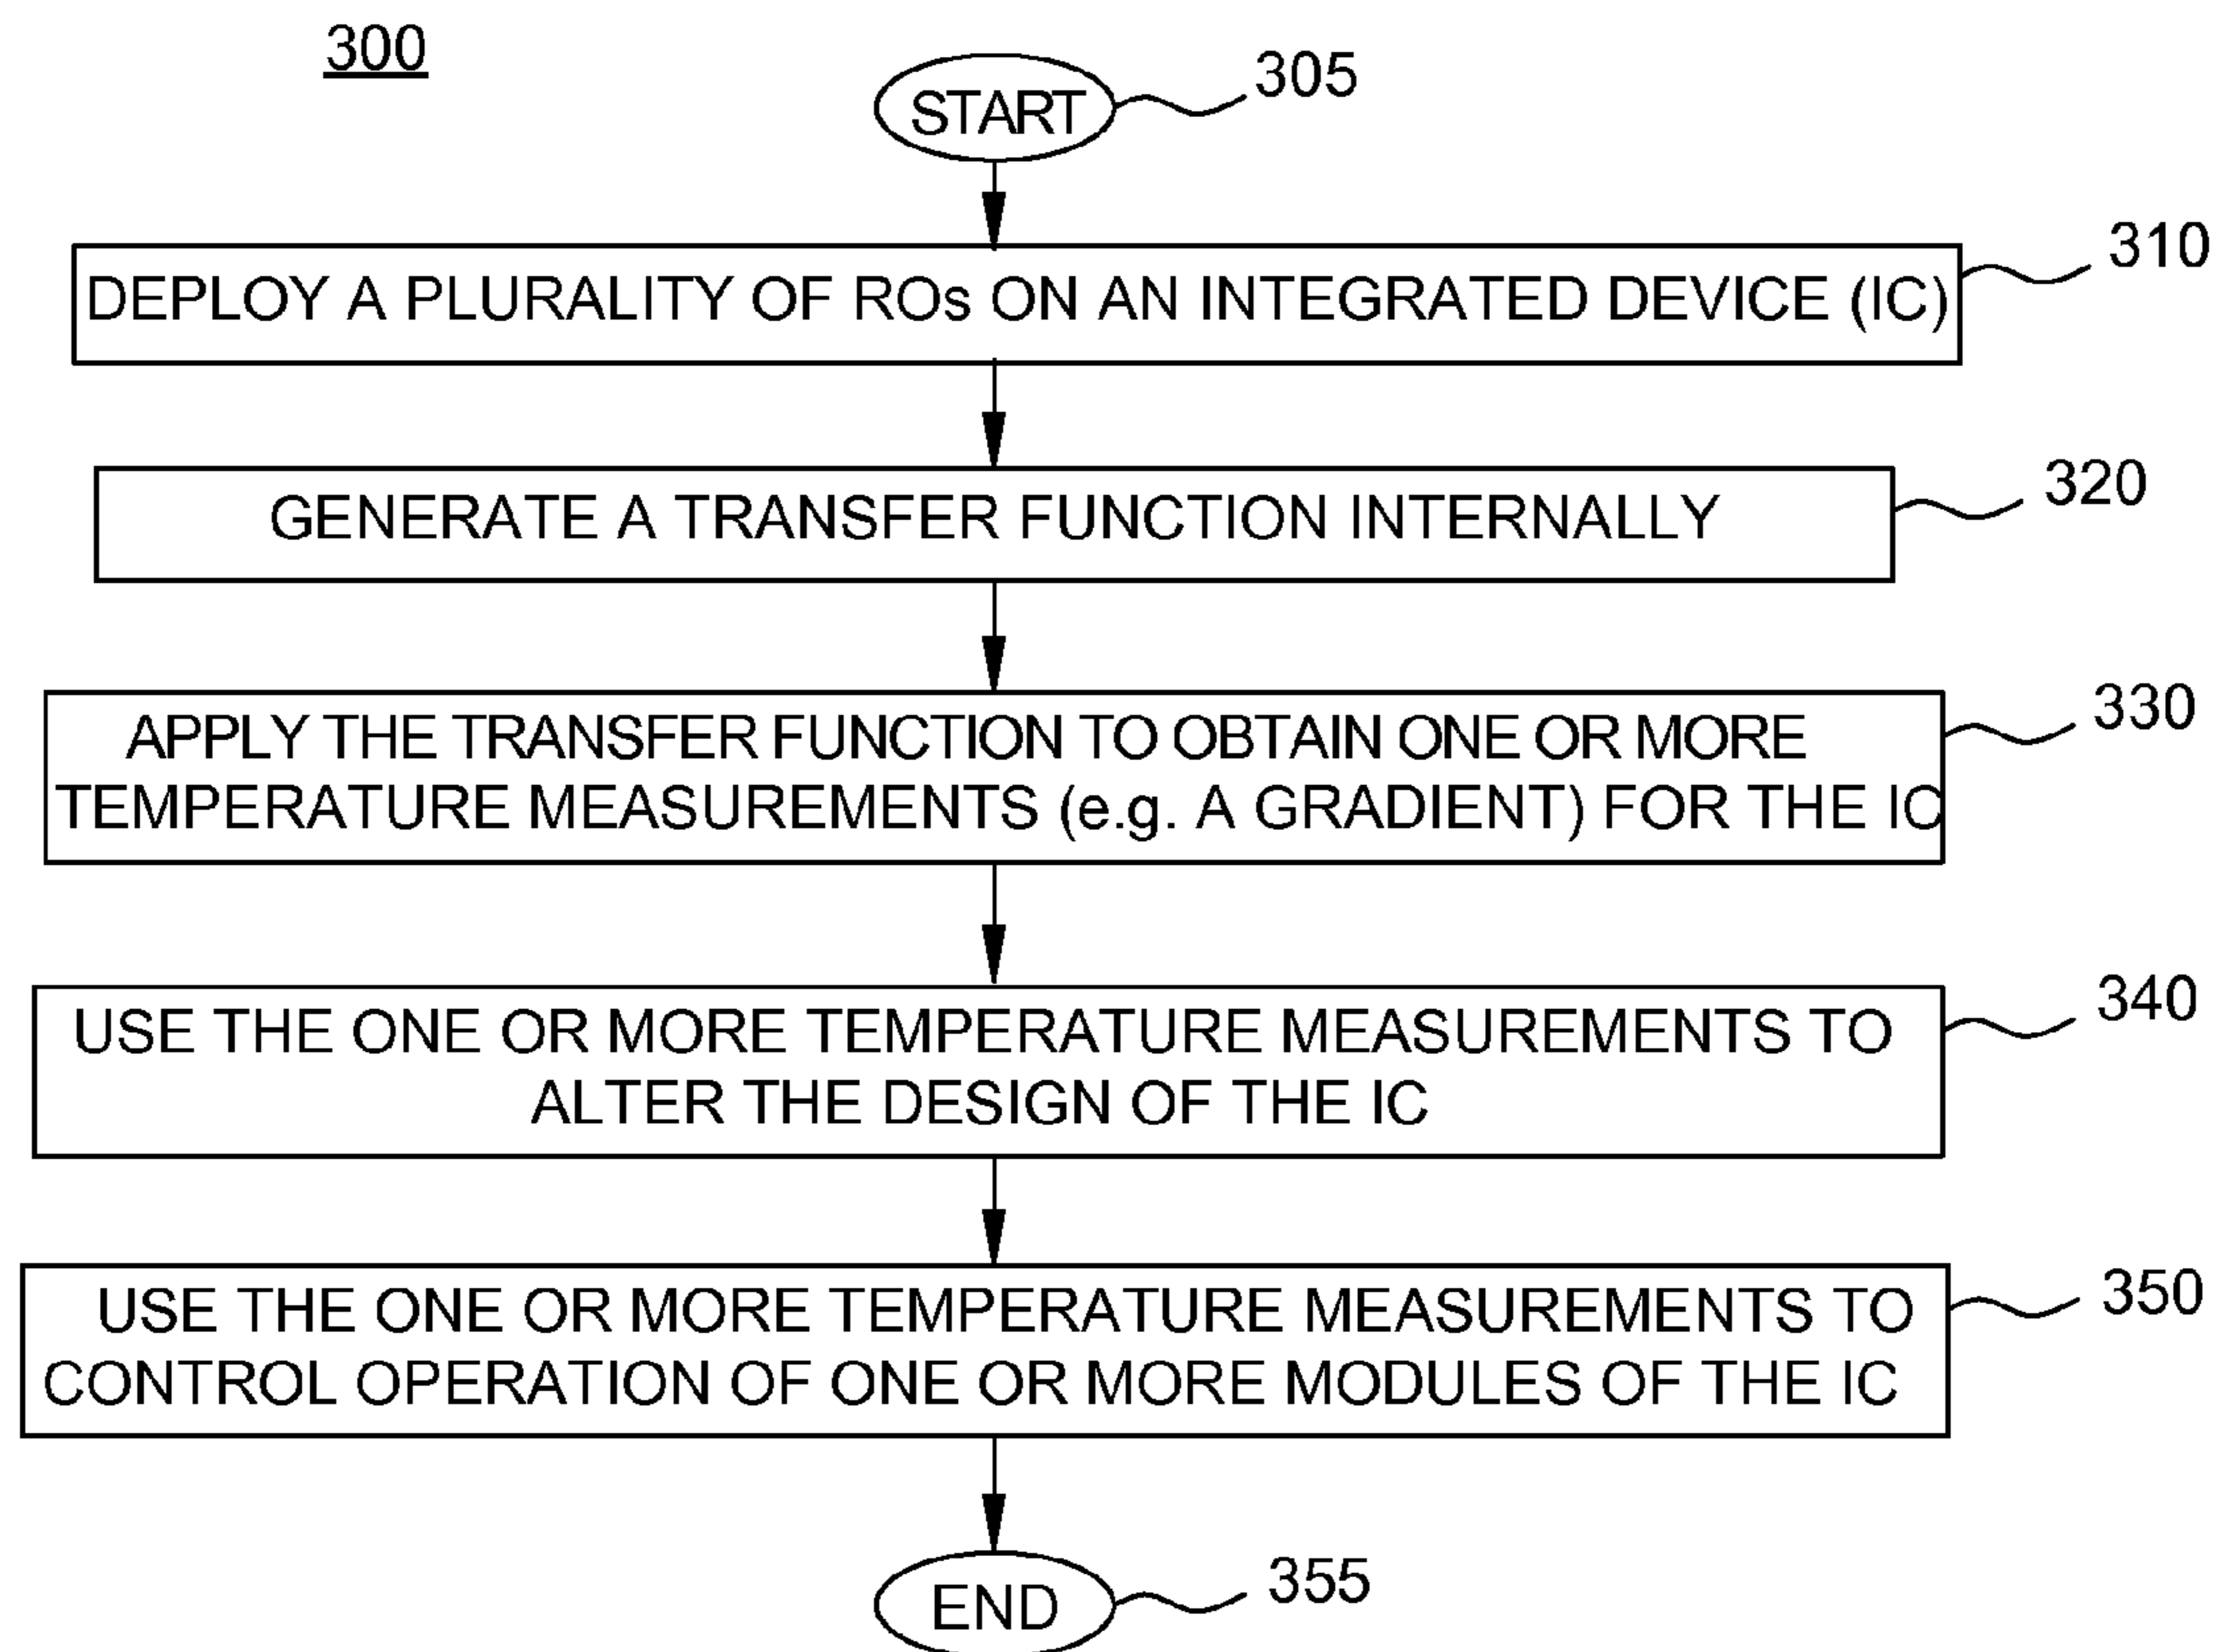 300
START
305
DEPLOY A PLURALITY OF ROs ON AN INTEGRATED DEVICE (IC)
310
GENERATE A TRANSFER FUNCTION INTERNALLY
320
APPLY THE TRANSFER FUNCTION TO OBTAIN ONE OR MORE
TEMPERATURE MEASUREMENTS (e.g. A GRADIENT) FOR THE IC
330
USE THE ONE OR MORE TEMPERATURE MEASUREMENTS TO
ALTER THE DESIGN OF THE IC
340
USE THE ONE OR MORE TEMPERATURE MEASUREMENTS TO
CONTROL OPERATION OF ONE OR MORE MODULES OF THE IC
350
END
355